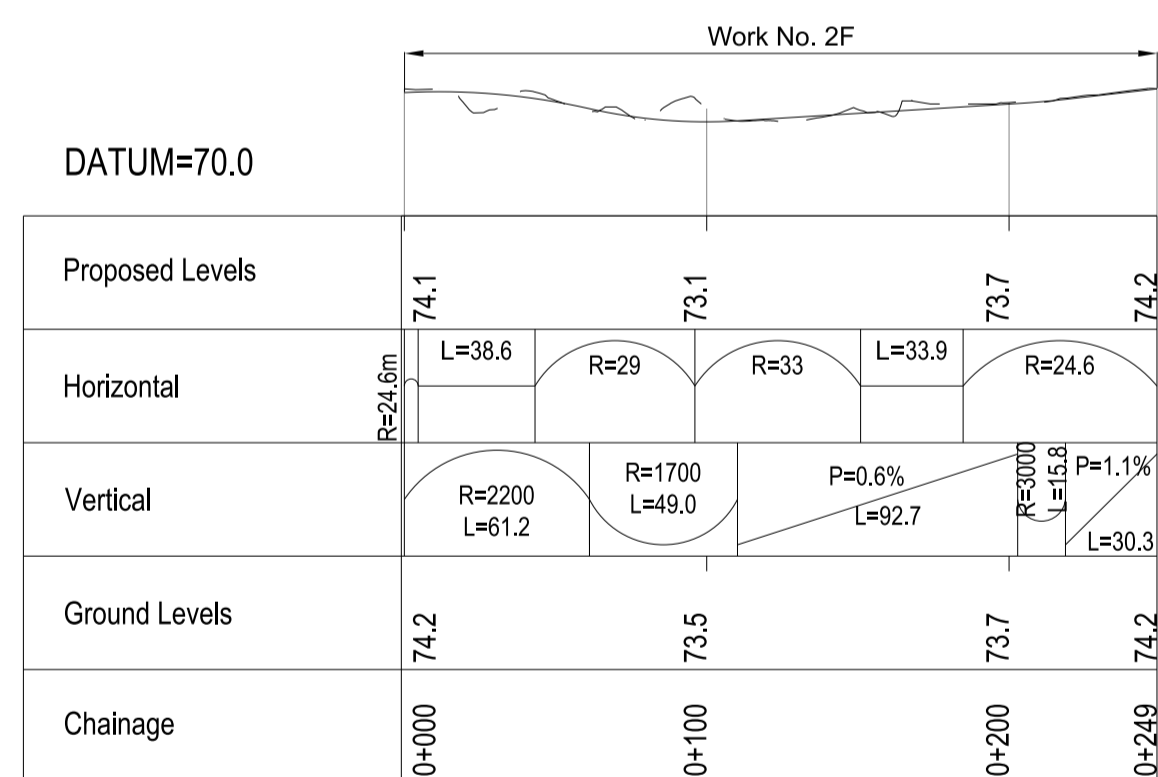 Work No. 2F
DATUM=70.0
Proposed Levels
74.1
73.1
73.7
74.2
Horizontal
R=24.6m
L=38.6
R=29
R=33
L=33.9
R=24.6
Vertical
R=2200
L=61.2
R=1700
L=49.0
P=0.6%
L=92.7
R=3000
L=15.8
P=1.1%
L=30.3
Ground Levels
74.2
73.5
73.7
74.2
Chainage
0+000
0+100
0+200
0+249